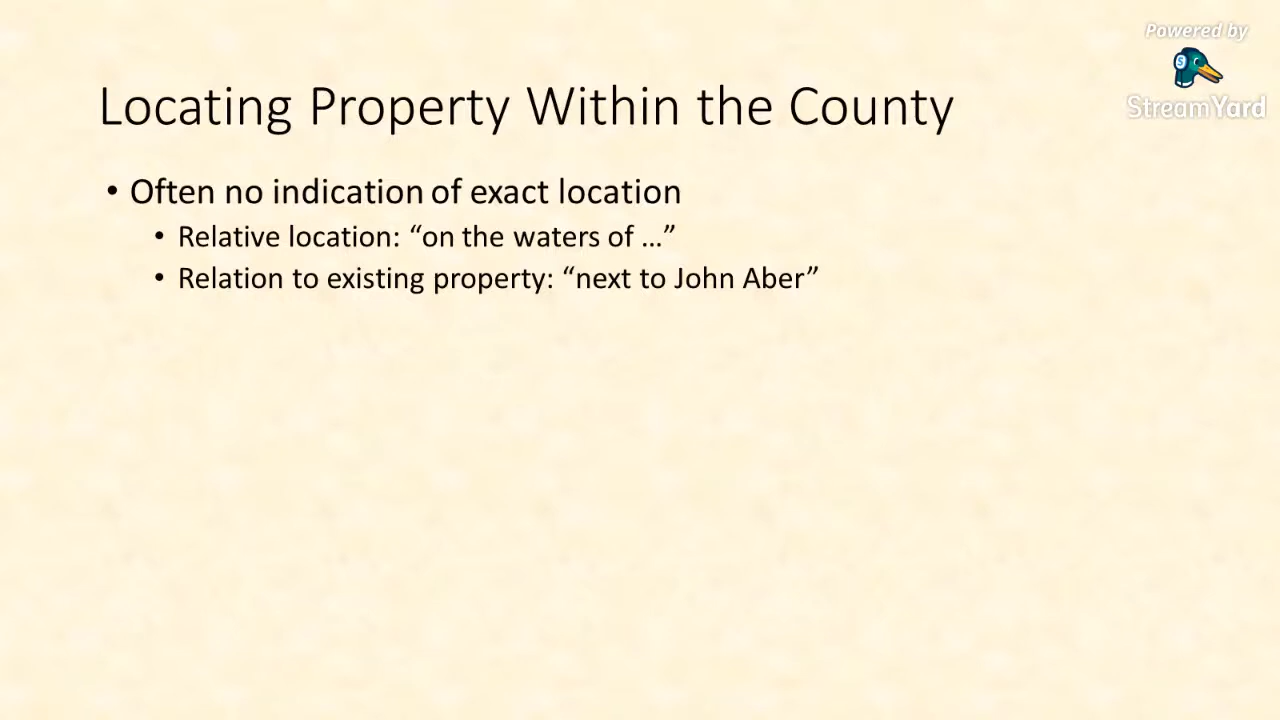 Powered by
StreamYard
Locating Property Within the County
• Often no indication of exact location
• Relative location: “on the waters of …”
• Relation to existing property: “next to John Aber”